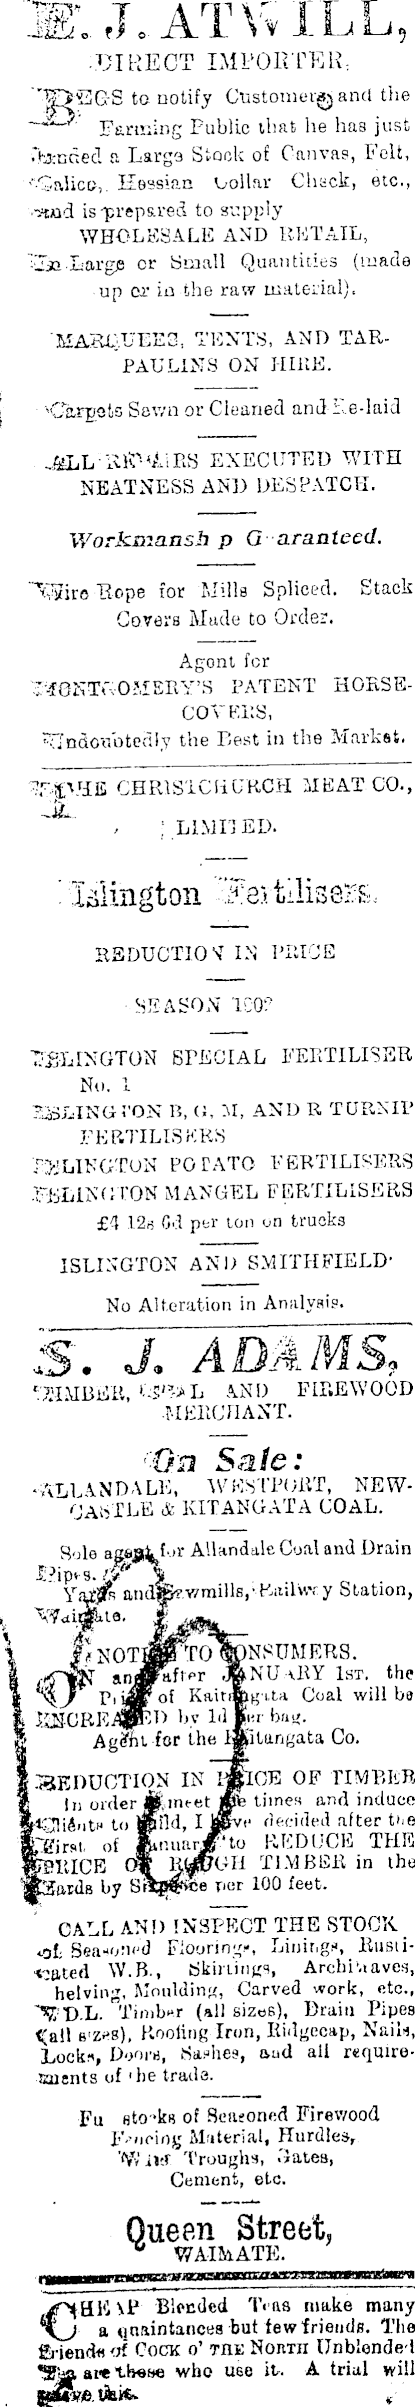 E. J. ATWILL,
DIRECT IMPORTER,
BEGS to notify Customers and the
Farming Public that he has just
landed a Large Stock of Canvas, Felt,
Calico, Hessian Collar Check, etc.,
and is prepared to supply
WHOLESALE AND RETAIL,
In Large or Small Quantities (made
up or in the raw material).
MARQUEES, TENTS, AND TAR-
PAULINS ON HIRE.
Carpets Sewn or Cleaned and Re-laid
ALL REPAIRS EXECUTED WITH
NEATNESS AND DESPATCH.
Workmansh p G aranteed.
Wire Rope for Mills Spliced. Stack
Covers Made to Order.
Agent for
MONTGOMERY'S PATENT HORSE-
COVERS,
Undoubtedly the Best in the Market.
THE CHRISTCHURCH MEAT CO.,
LIMITED.
Islington Fertilisers.
REDUCTION IN PRICE
SEASON 190?
ISLINGTON SPECIAL FERTILISER
No. 1
ISLINGTON B, G, M, AND R TURNIP
FERTILISERS
ISLINGTON POTATO FERTILISERS
ISLINGTON MANGEL FERTILISERS
£4 12s 6d per ton on trucks
ISLINGTON AND SMITHFIELD
No Alteration in Analysis.
S. J. ADAMS,
TIMBER, COAL AND FIREWOOD
MERCHANT.
On Sale:
ALLANDALE, WESTPORT, NEW-
CASTLE & KITANGATA COAL.
Sole agent for Allandale Coal and Drain
Pipes.
Yards and Sawmills, Railway Station,
Waimate.
NOTICE TO CONSUMERS.
ON and after JANUARY 1ST. the
Price of Kaitangata Coal will be
INCREASED by 1d per bag.
Agent for the Kaitangata Co.
REDUCTION IN PRICE OF TIMBER
In order to meet the times and induce
Clients to build, I have decided after the
First of January to REDUCE THE
PRICE OF ROUGH TIMBER in the
Yards by Sixpence per 100 feet.
CALL AND INSPECT THE STOCK
of Seasoned Floorings, Linings, Rusti-
cated W.B., Skirtings, Architraves,
helving, Moulding, Carved work, etc.,
W.D.L. Timber (all sizes), Drain Pipes
(all sizes), Roofing Iron, Ridgecap, Nails,
Locks, Doors, Sashes, and all require-
ments of the trade.
Fu stocks of Seasoned Firewood
Fencing Material, Hurdles,
Water Troughs, Gates,
Cement, etc.
Queen Street,
WAIMATE.
CHEAP Blended Teas make many
a quaintances but few friends. The
Friends of COCK O' THE NORTH Unblended
Tea are those who use it. A trial will
prove this.